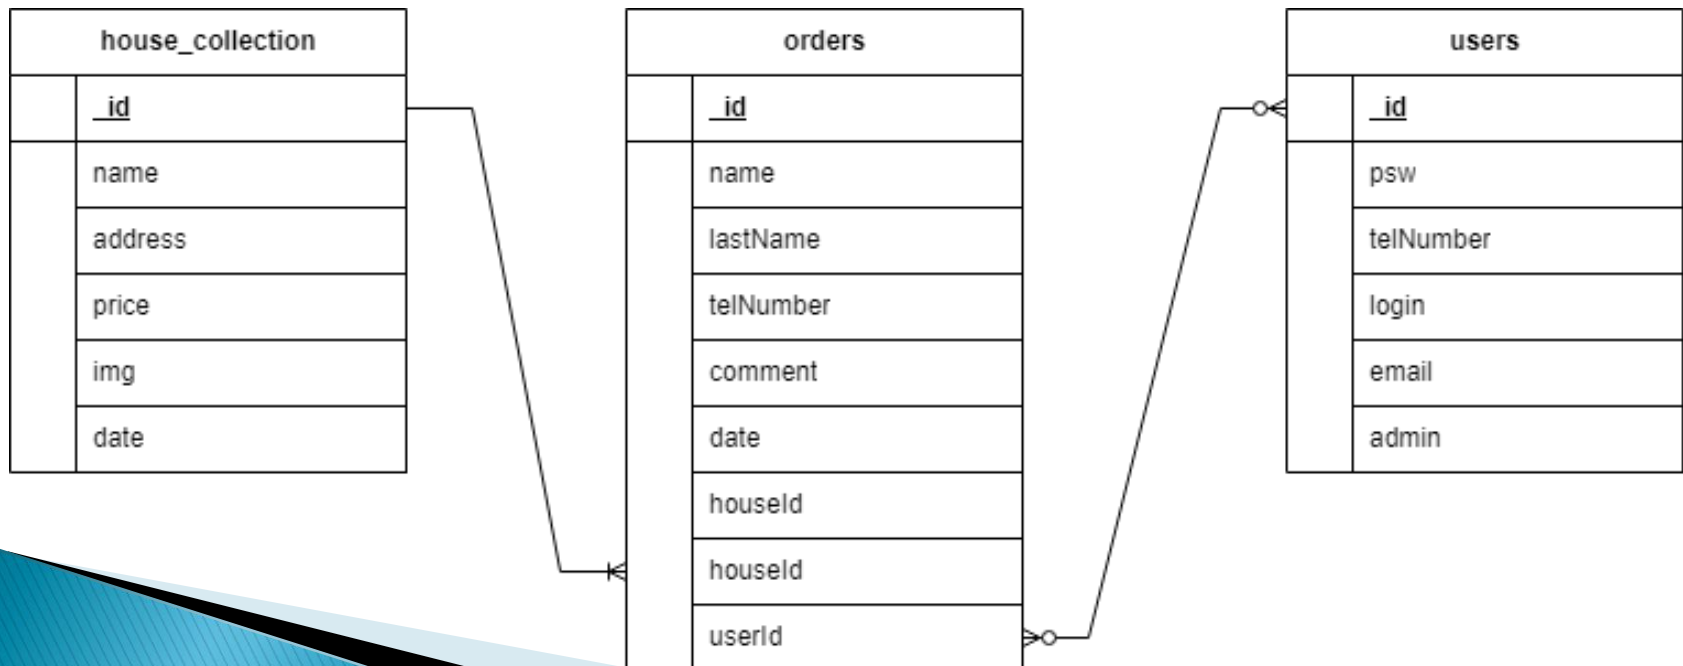 house_collection
_id
name
address
price
img
date
orders
_id
name
lastName
telNumber
comment
date
houseId
houseId
userId
users
_id
psw
telNumber
login
email
admin